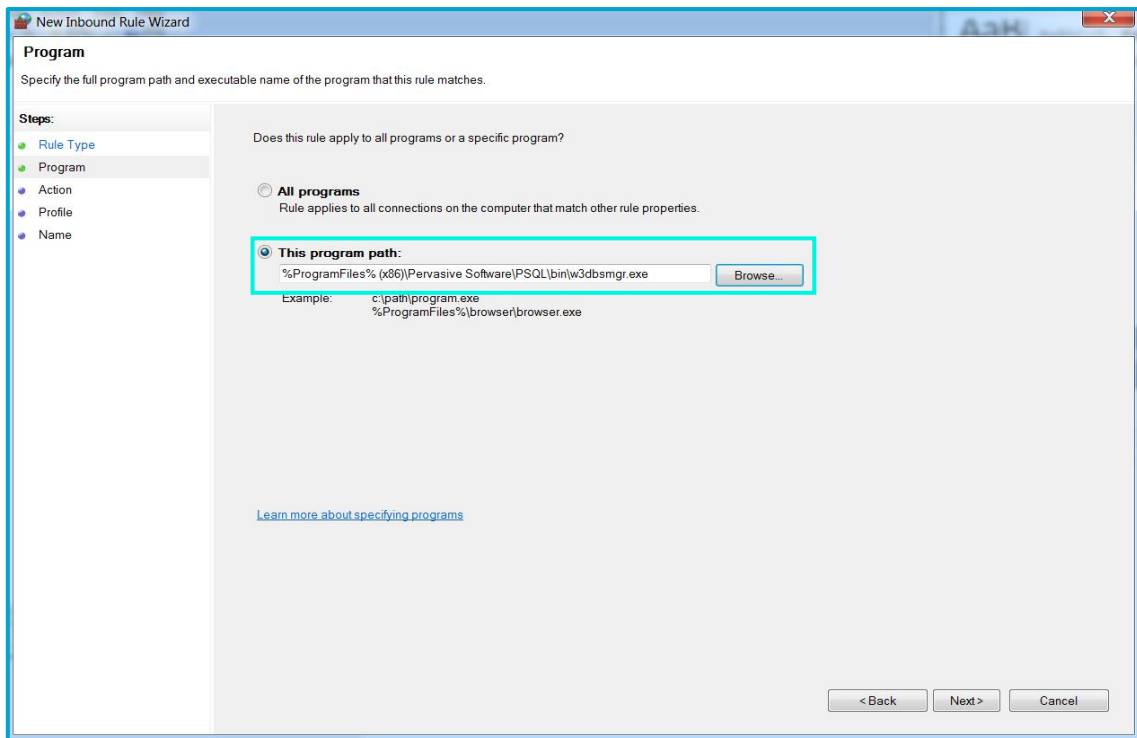 New Inbound Rule Wizard
Program
Specify the full program path and executable name of the program that this rule matches.
Steps:
Rule Type
Program
Action
Profile
Name
Does this rule apply to all programs or a specific program?
All programs
Rule applies to all connections on the computer that match other rule properties.
This program path:
%ProgramFiles% (x86)\Pervasive Software\PSQL\bin\w3dbsmgr.exe
Browse...
Example: c:\path\program.exe
%ProgramFiles%\browser\browser.exe
Learn more about specifying programs
< Back
Next >
Cancel